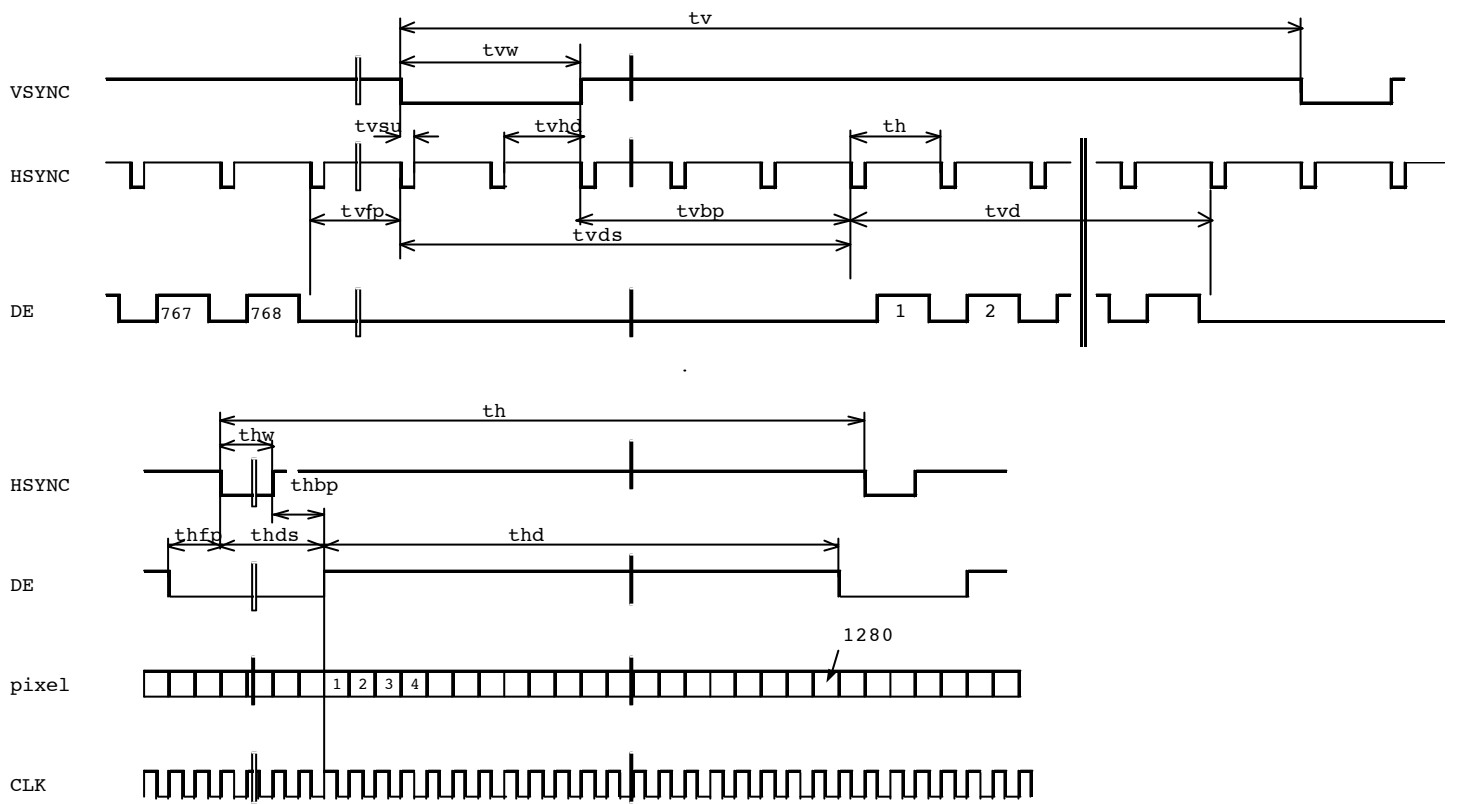 tv
tvw
VSYNC
tvsu
tvhd
th
HSYNC
tvfp
tvbp
tvd
tvds
DE
767
768
1
2
th
thw
HSYNC
thbp
thfp
thds
thd
DE
1280
pixel
1
2
3
4
CLK